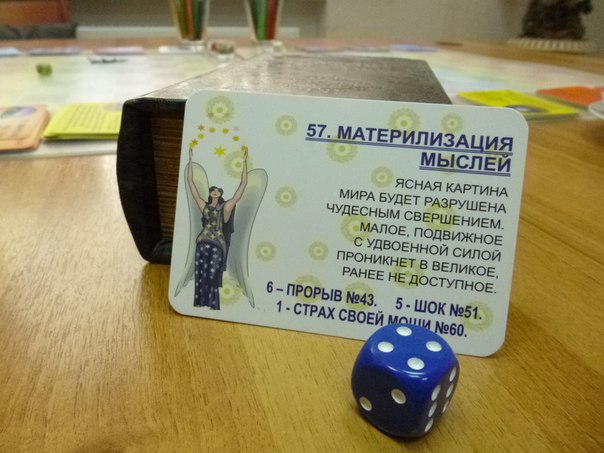 57. МАТЕРИЛИЗАЦИЯ
МЫСЛЕЙ
ЯСНАЯ КАРТИНА
МИРА БУДЕТ РАЗРУШЕНА
ЧУДЕСНЫМ СВЕРШЕНИЕМ.
МАЛОЕ, ПОДВИЖНОЕ
С УДВОЕННОЙ СИЛОЙ
ПРОНИКНЕТ В ВЕЛИКОЕ,
РАНЕЕ НЕ ДОСТУПНОЕ.
6 – ПРОРЫВ №43. 5 - ШОК №51.
1 - СТРАХ СВОЕЙ МОЩИ №60.